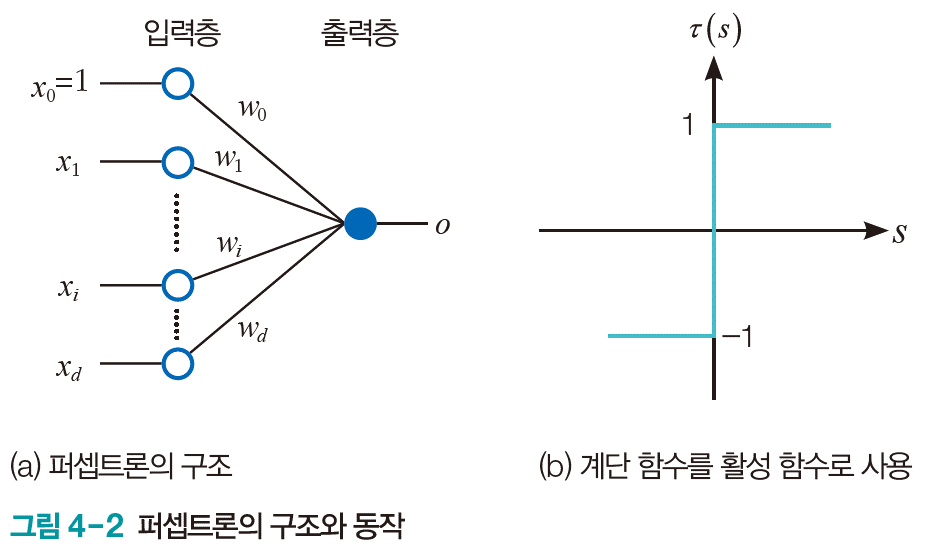 입력층 출력층
x₀=1
w₀
x₁
w₁
wᵢ
o
xᵢ
w_d
x_d
τ(s)
1
s
−1
(a) 퍼셉트론의 구조
(b) 계단 함수를 활성 함수로 사용
그림 4-2 퍼셉트론의 구조와 동작